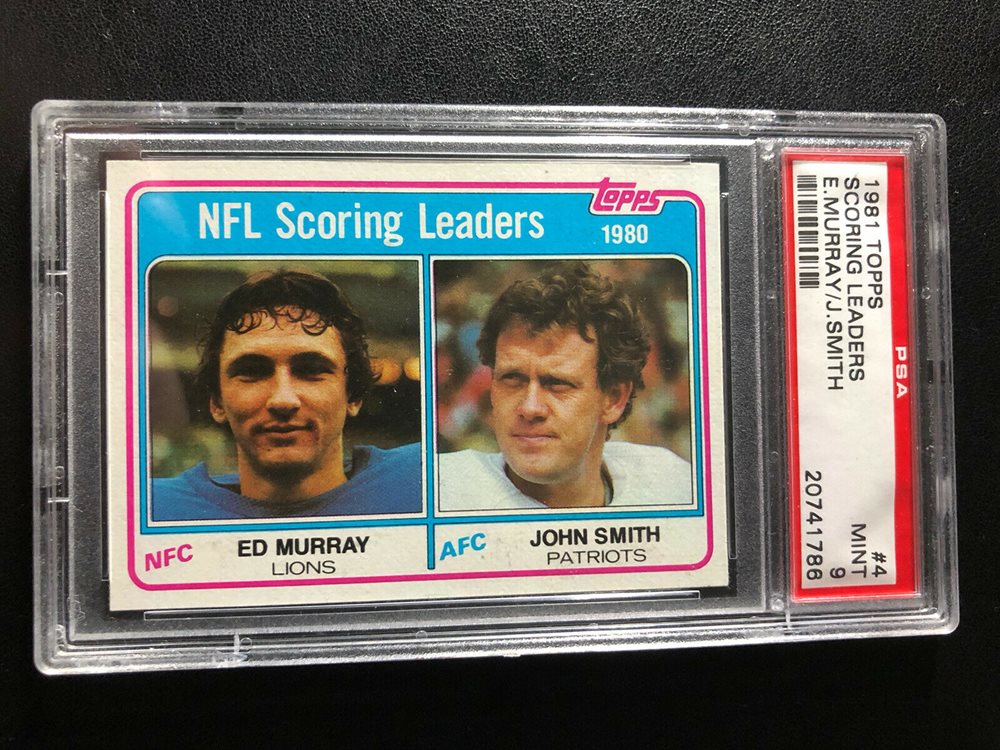 topps
NFL Scoring Leaders
1980
NFC
ED MURRAY
LIONS
AFC
JOHN SMITH
PATRIOTS
PSA
1981 TOPPS #4
SCORING LEADERS MINT
E.MURRAY/J.SMITH 9
20741786